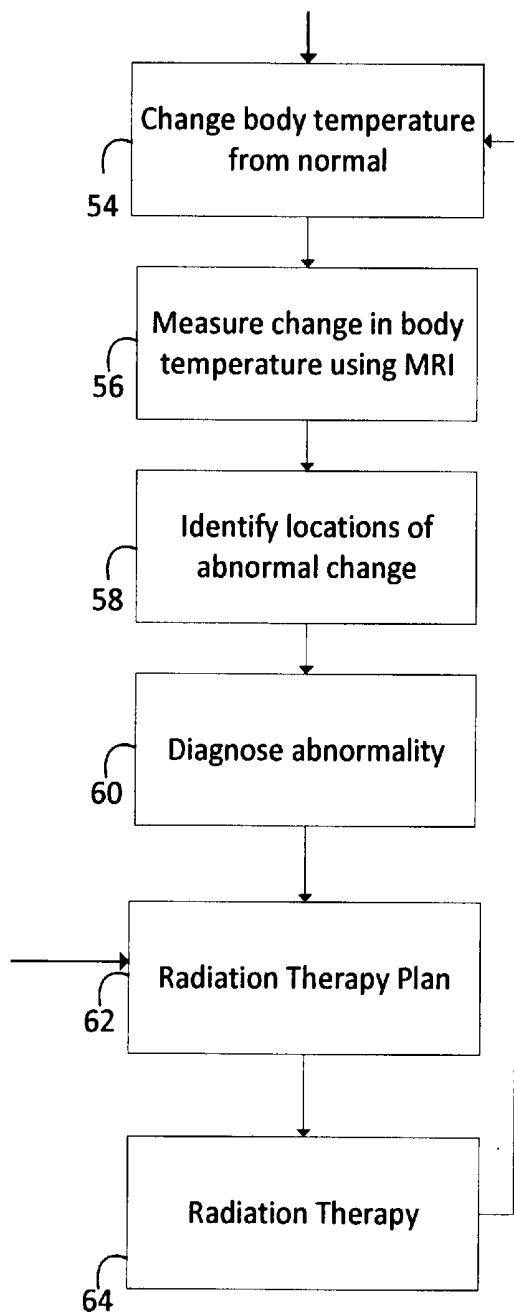 Change body temperature
from normal
54
Measure change in body
temperature using MRI
56
Identify locations of
abnormal change
58
Diagnose abnormality
60
Radiation Therapy Plan
62
Radiation Therapy
64